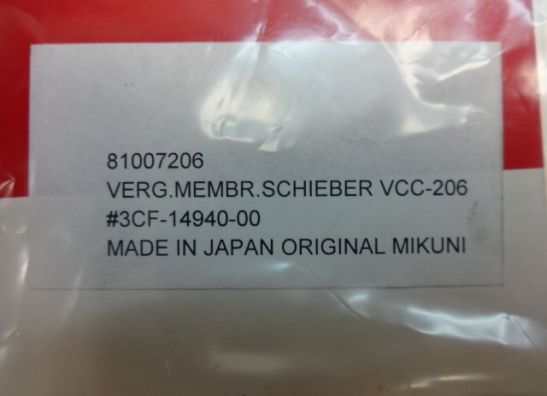 81007206
VERG.MEMBR.SCHIEBER VCC-206
#3CF-14940-00
MADE IN JAPAN ORIGINAL MIKUNI